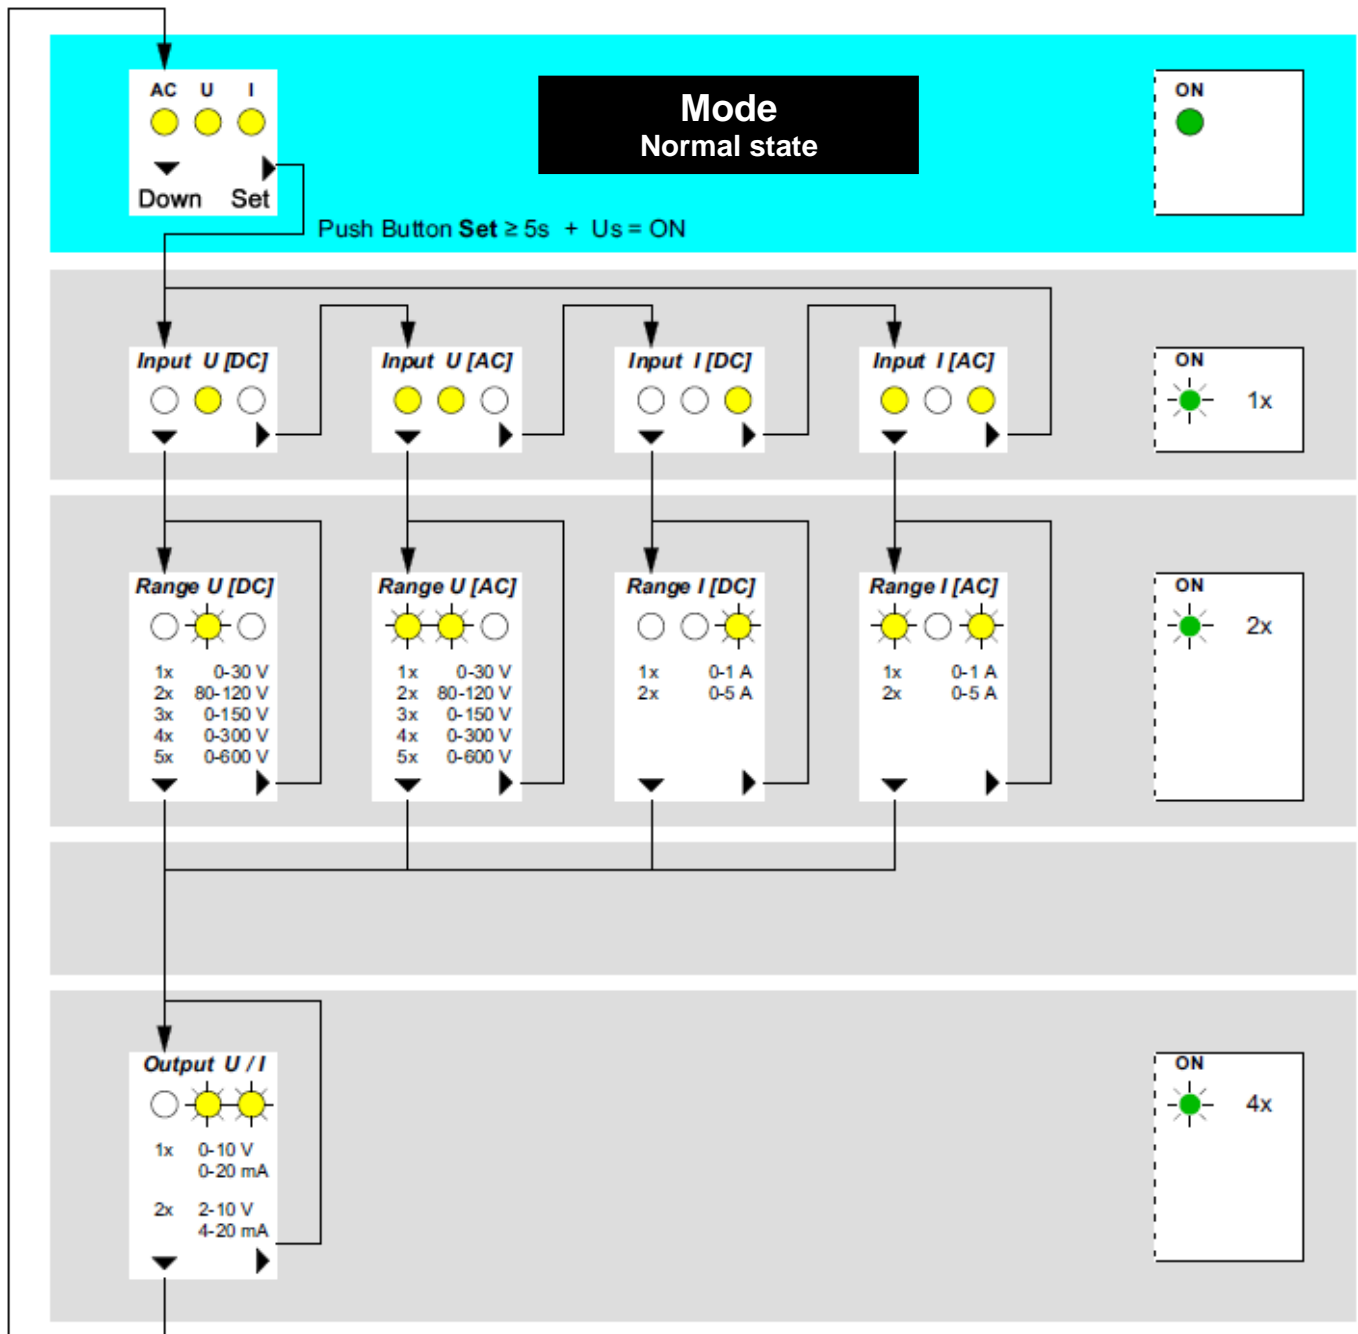 AC U I
Mode
Normal state
ON
Down Set
Push Button Set ≥ 5s + Us = ON
Input U [DC]
Input U [AC]
Input I [DC]
Input I [AC]
ON
1x
Range U [DC]
1x 0-30 V
2x 80-120 V
3x 0-150 V
4x 0-300 V
5x 0-600 V
Range U [AC]
1x 0-30 V
2x 80-120 V
3x 0-150 V
4x 0-300 V
5x 0-600 V
Range I [DC]
1x 0-1 A
2x 0-5 A
Range I [AC]
1x 0-1 A
2x 0-5 A
ON
2x
Output U / I
1x 0-10 V
0-20 mA
2x 2-10 V
4-20 mA
ON
4x